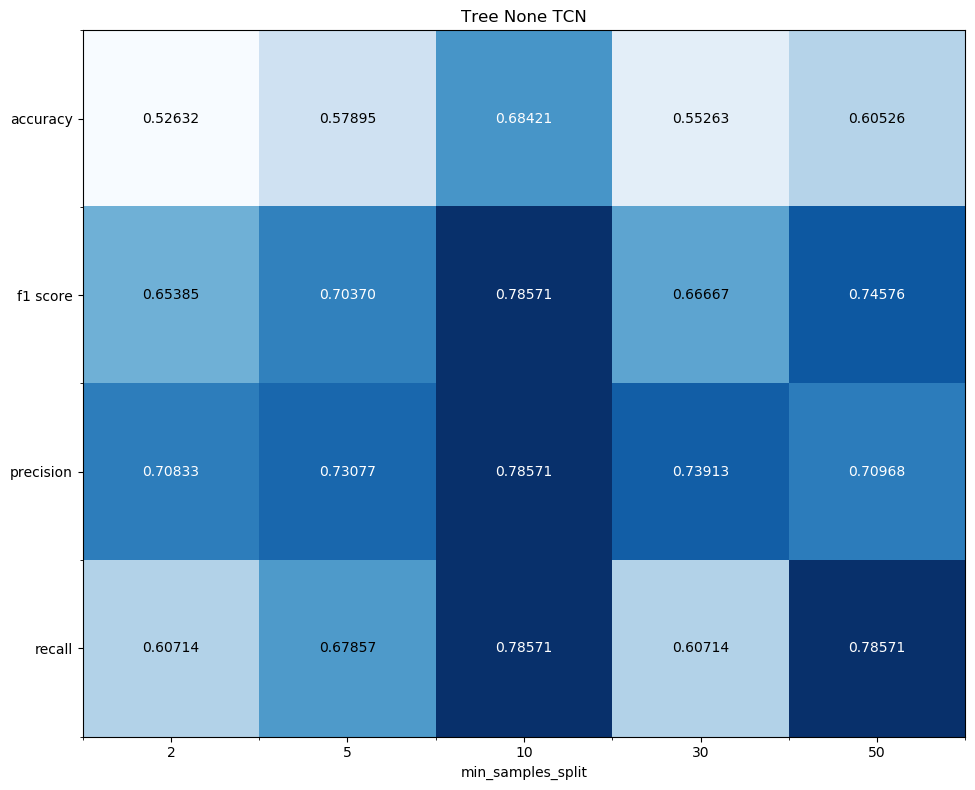 Tree None TCN
accuracy 0.52632 0.57895 0.68421 0.55263 0.60526
f1 score 0.65385 0.70370 0.78571 0.66667 0.74576
precision 0.70833 0.73077 0.78571 0.73913 0.70968
recall 0.60714 0.67857 0.78571 0.60714 0.78571
2 5 10 30 50
min_samples_split